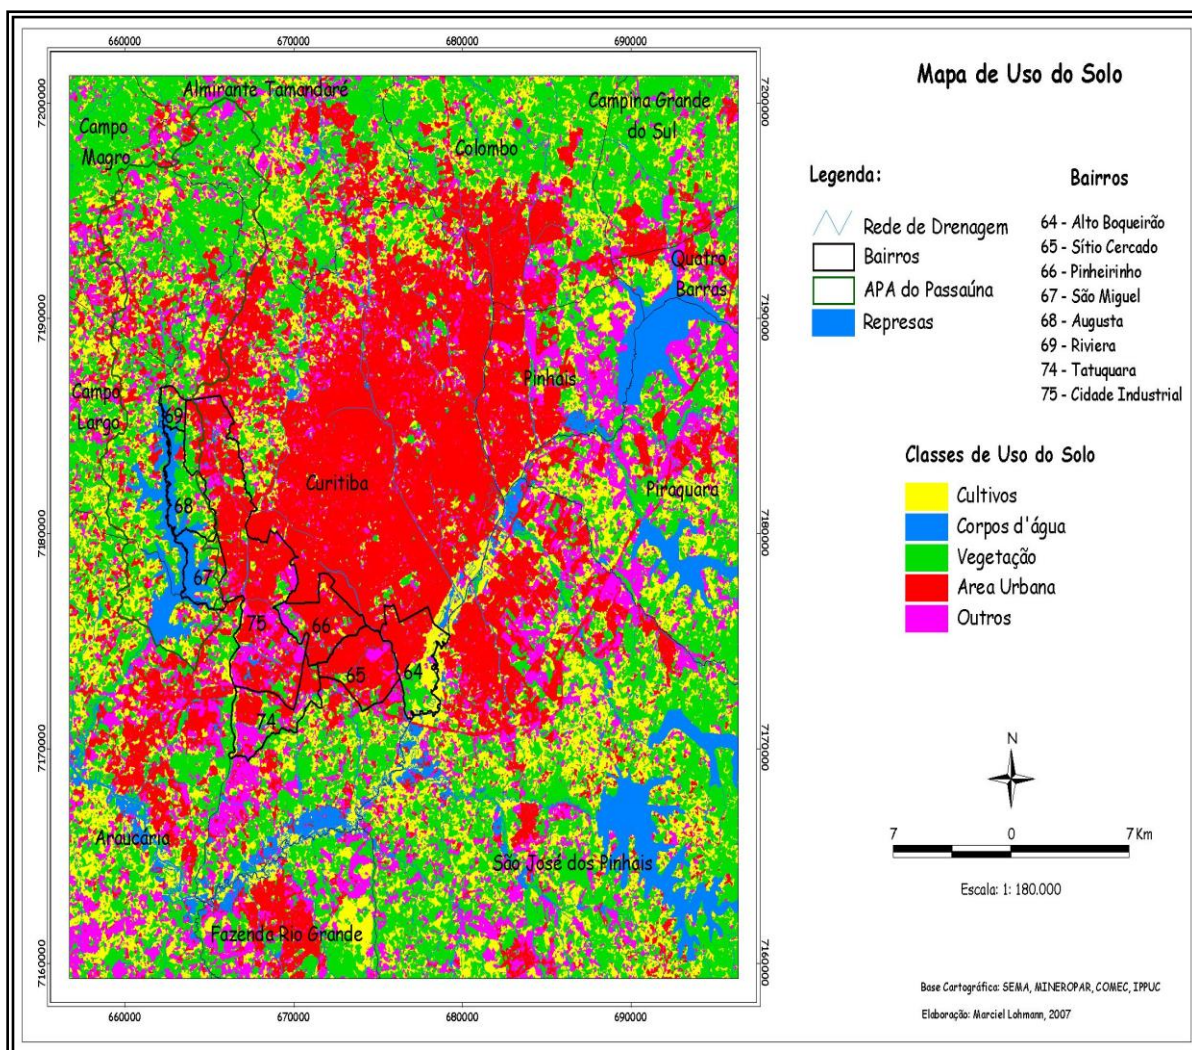 660000 670000 680000 690000
7200000 7200000
7190000 7190000
7180000 7180000
7170000 7170000
7160000 7160000
Almirante Tamandaré
Campo
Magro
Campina Grande
do Sul
Colombo
Quatro
Barras
Pinhais
Campo
Largo
69
Curitiba
Piraquara
68
67
75
66
65
64
74
Araucária
São José dos Pinhais
Fazenda Rio Grande
660000 670000 680000 690000
Mapa de Uso do Solo
Legenda:
Rede de Drenagem
Bairros
APA do Passaúna
Represas
Bairros
64 - Alto Boqueirão
65 - Sítio Cercado
66 - Pinheirinho
67 - São Miguel
68 - Augusta
69 - Riviera
74 - Tatuquara
75 - Cidade Industrial
Classes de Uso do Solo
Cultivos
Corpos d'água
Vegetação
Area Urbana
Outros
N
7 0 7 Km
Escala: 1: 180.000
Base Cartográfica: SEMA, MINEROPAR, COMEC, IPPUC
Elaboração: Marciel Lohmann, 2007